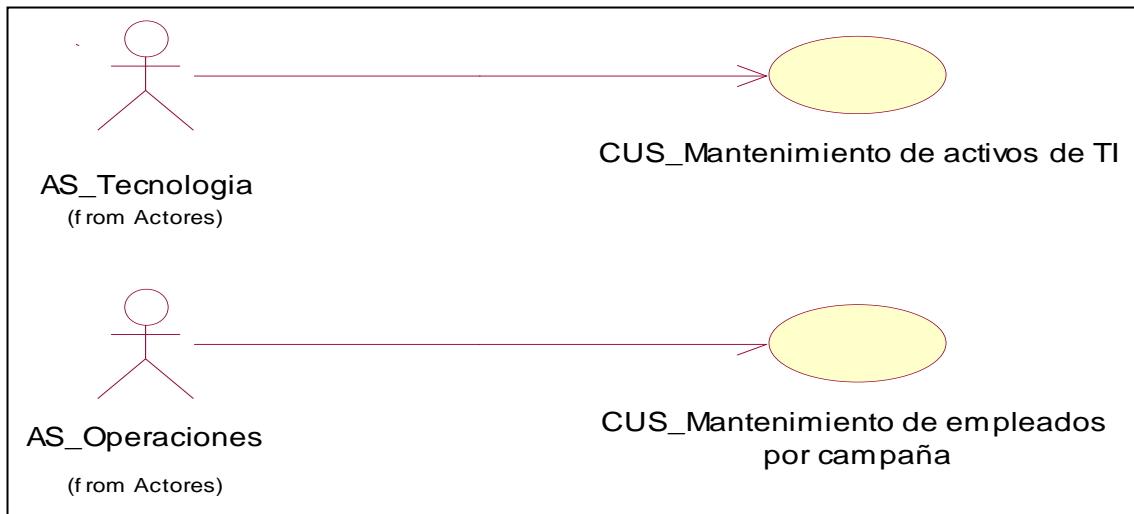 CUS_Mantenimiento de activos de TI
AS_Tecnologia
(from Actores)
CUS_Mantenimiento de empleados
por campaña
AS_Operaciones
(from Actores)